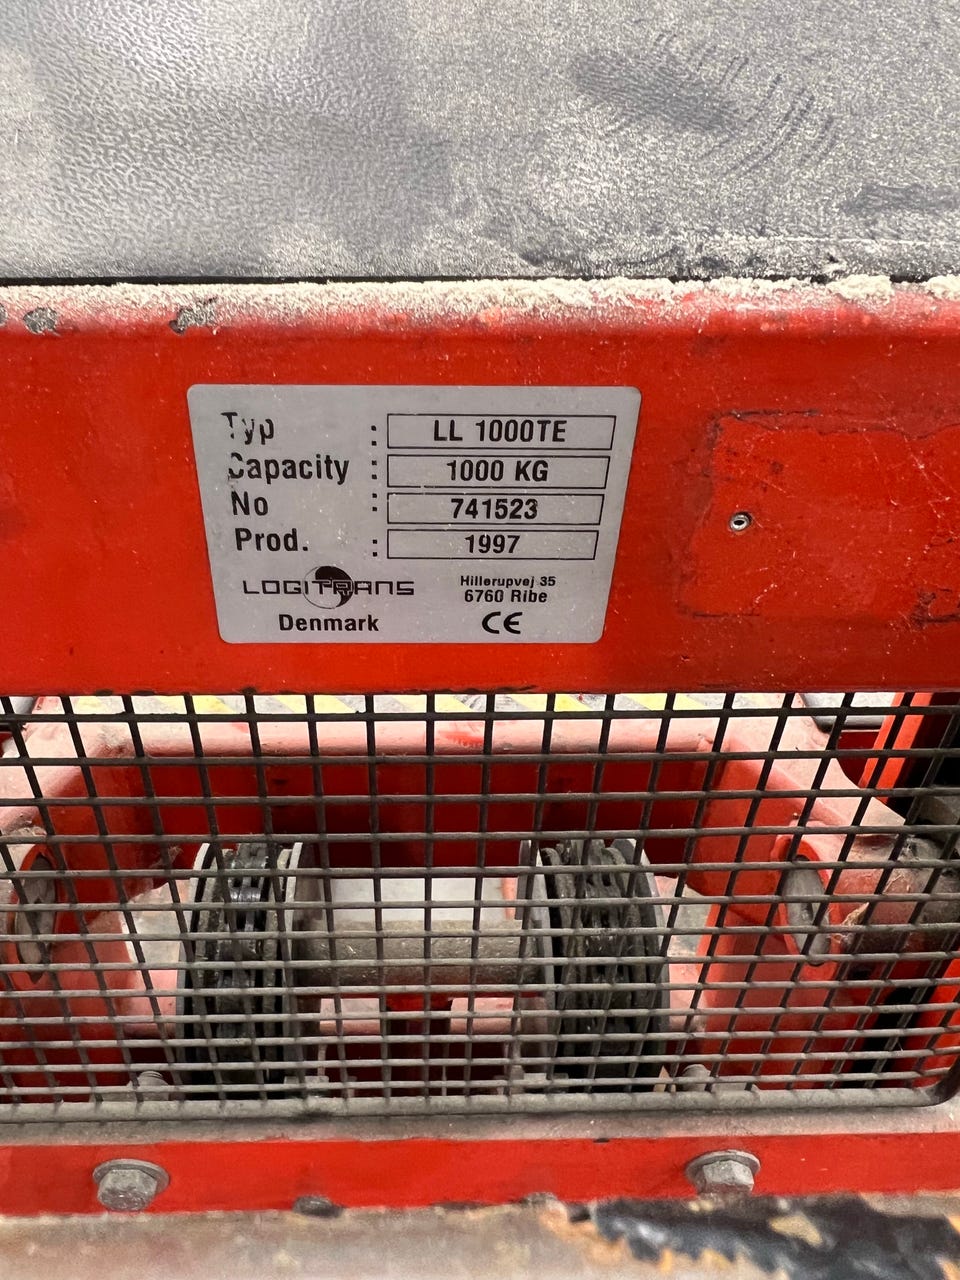 Typ : LL 1000TE
Capacity : 1000 KG
No : 741523
Prod. : 1997
LOGITRANS
Hillerupvej 35
6760 Ribe
Denmark
CE